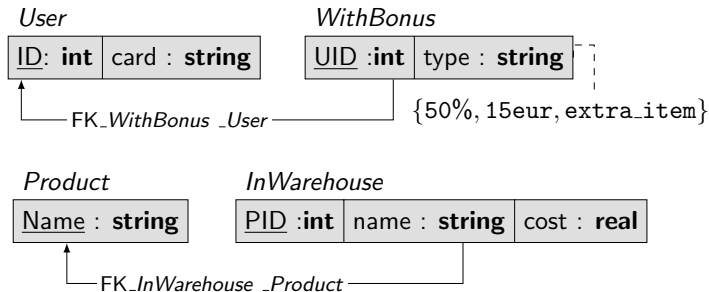 User WithBonus
ID: int card : string UID :int type : string
FK_WithBonus _User {50%, 15eur, extra_item}
Product InWarehouse
Name : string PID :int name : string cost : real
FK_InWarehouse _Product